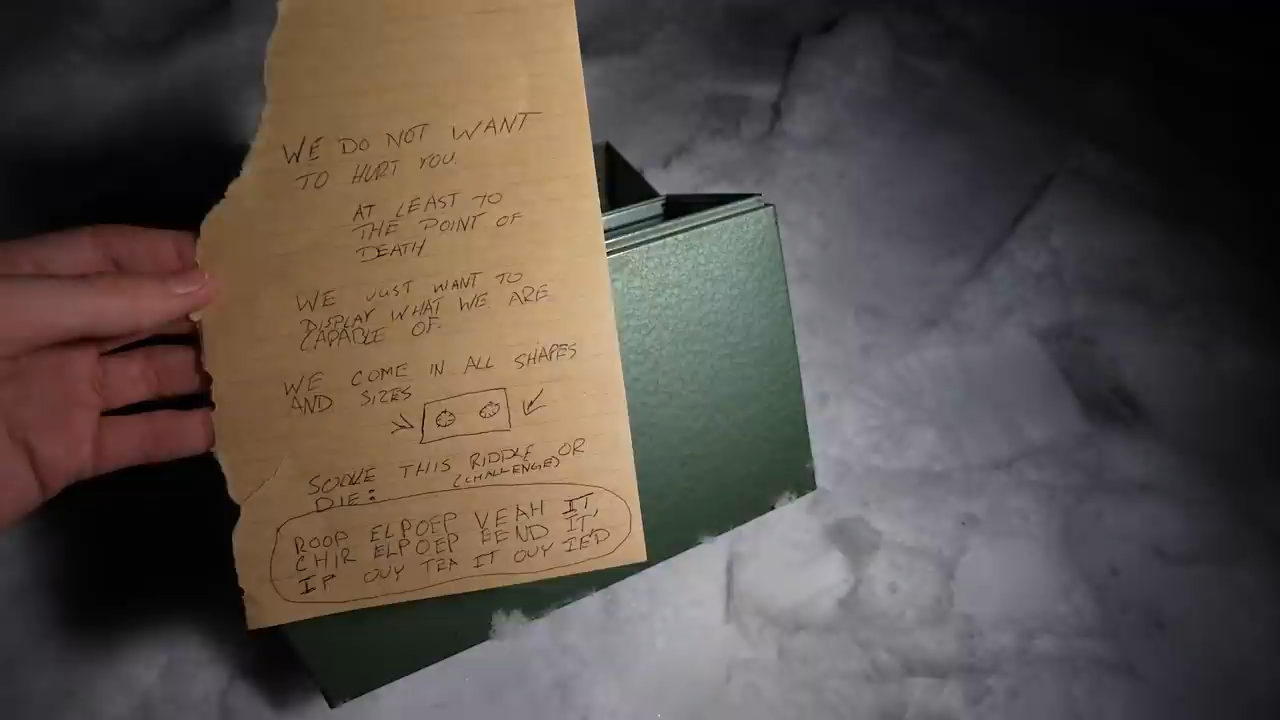 WE DO NOT WANT
TO HURT YOU.
AT LEAST TO
THE POINT OF
DEATH
WE JUST WANT TO
DISPLAY WHAT WE ARE
CAPABLE OF.
WE COME IN ALL SHAPES
AND SIZES
SOOLVE THIS RIDDLE OR
(CHALLENGE)
DIE:
ROOP ELPOEP VEAH IT,
CHIR ELPOEP EEND IT,
IF OUY TEA IT OUY IED